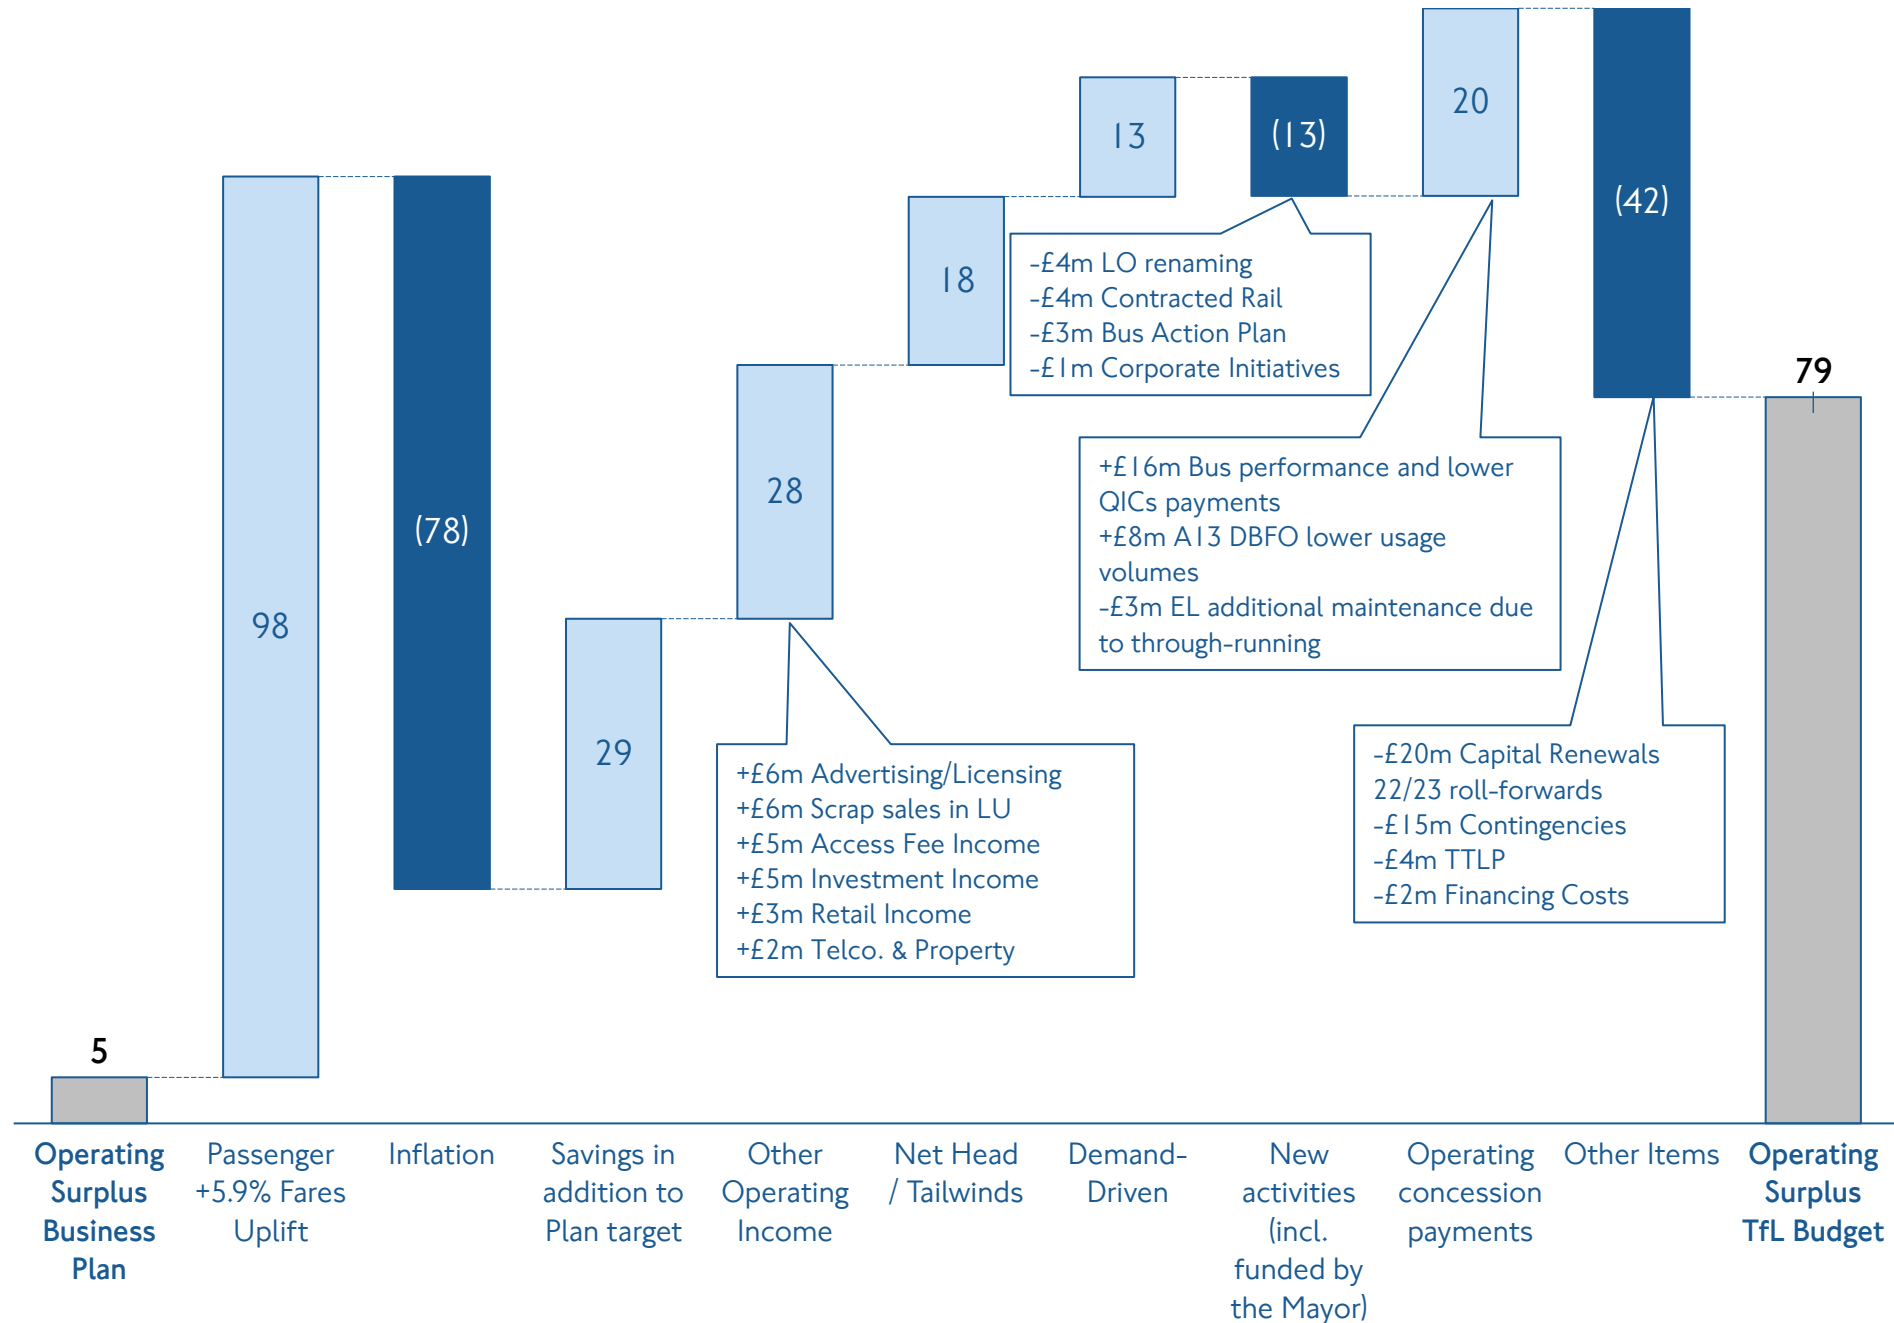 5
98
(78)
29
28
18
13
(13)
20
(42)
79
-£4m LO renaming
-£4m Contracted Rail
-£3m Bus Action Plan
-£1m Corporate Initiatives
+£16m Bus performance and lower
QICs payments
+£8m A13 DBFO lower usage
volumes
-£3m EL additional maintenance due
to through-running
+£6m Advertising/Licensing
+£6m Scrap sales in LU
+£5m Access Fee Income
+£5m Investment Income
+£3m Retail Income
+£2m Telco. & Property
-£20m Capital Renewals
22/23 roll-forwards
-£15m Contingencies
-£4m TTLP
-£2m Financing Costs
Operating
Surplus
Business
Plan
Passenger
+5.9% Fares
Uplift
Inflation
Savings in
addition to
Plan target
Other
Operating
Income
Net Head
/ Tailwinds
Demand-
Driven
New
activities
(incl.
funded by
the Mayor)
Operating
concession
payments
Other Items
Operating
Surplus
TfL Budget